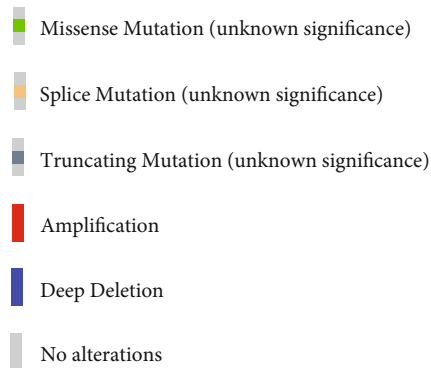 Missense Mutation (unknown significance)
Splice Mutation (unknown significance)
Truncating Mutation (unknown significance)
Amplification
Deep Deletion
No alterations